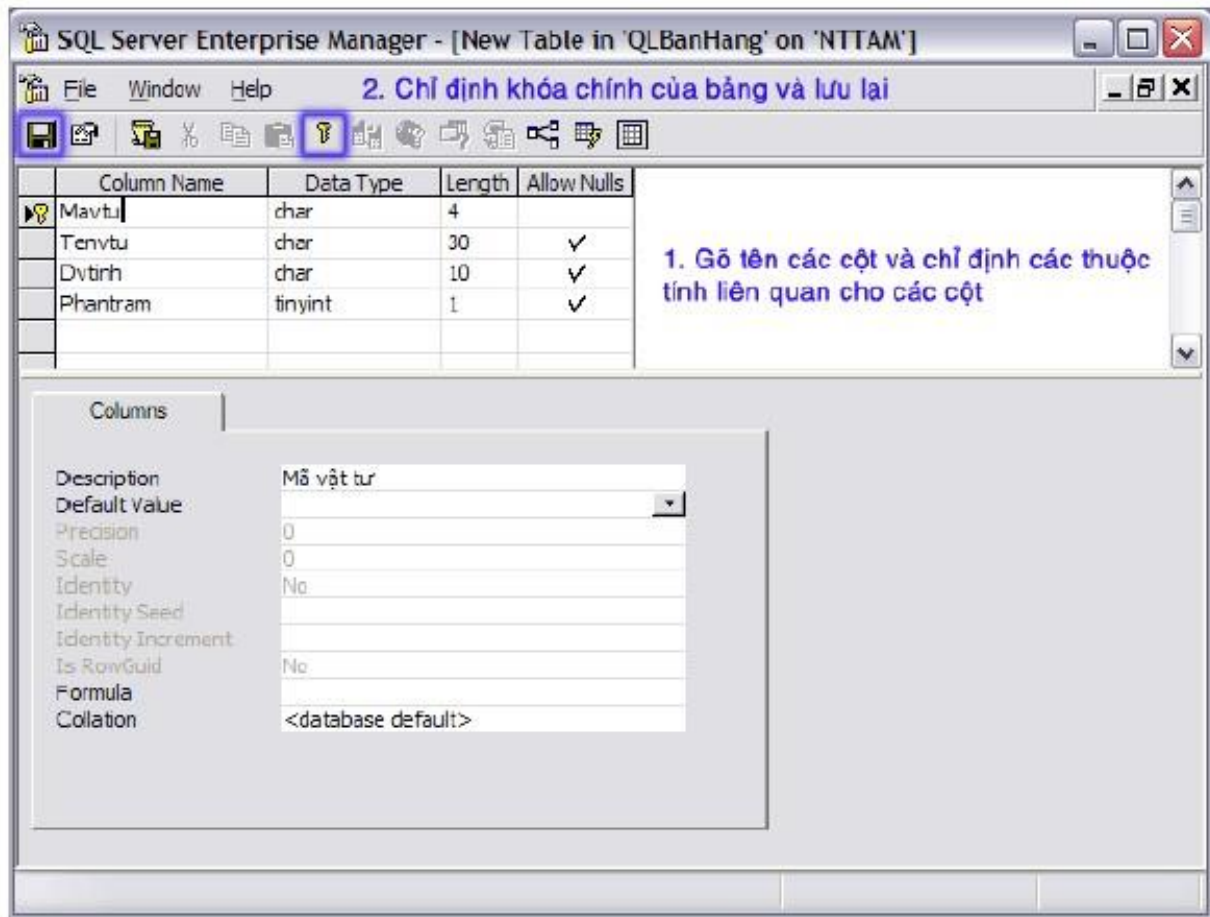 SQL Server Enterprise Manager - [New Table in 'QLBanHang' on 'NTTAM']
File Window Help 2. Chỉ định khóa chính của bảng và lưu lại
Column Name Data Type Length Allow Nulls
Mavtu char 4
Tenvtu char 30
Dvtinh char 10
Phantram tinyint 1
1. Gõ tên các cột và chỉ định các thuộc
tính liên quan cho các cột
Columns
Description Mã vật tư
Default Value
Precision 0
Scale 0
Identity No
Identity Seed
Identity Increment
Is RowGuid No
Formula
Collation <database default>